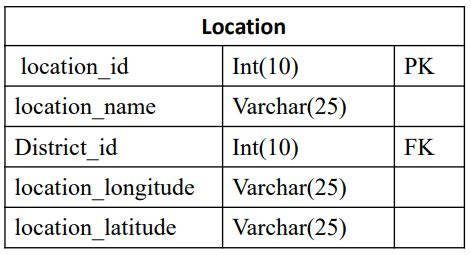 Location
location_id Int(10) PK
location_name Varchar(25)
District_id Int(10) FK
location_longitude Varchar(25)
location_latitude Varchar(25)